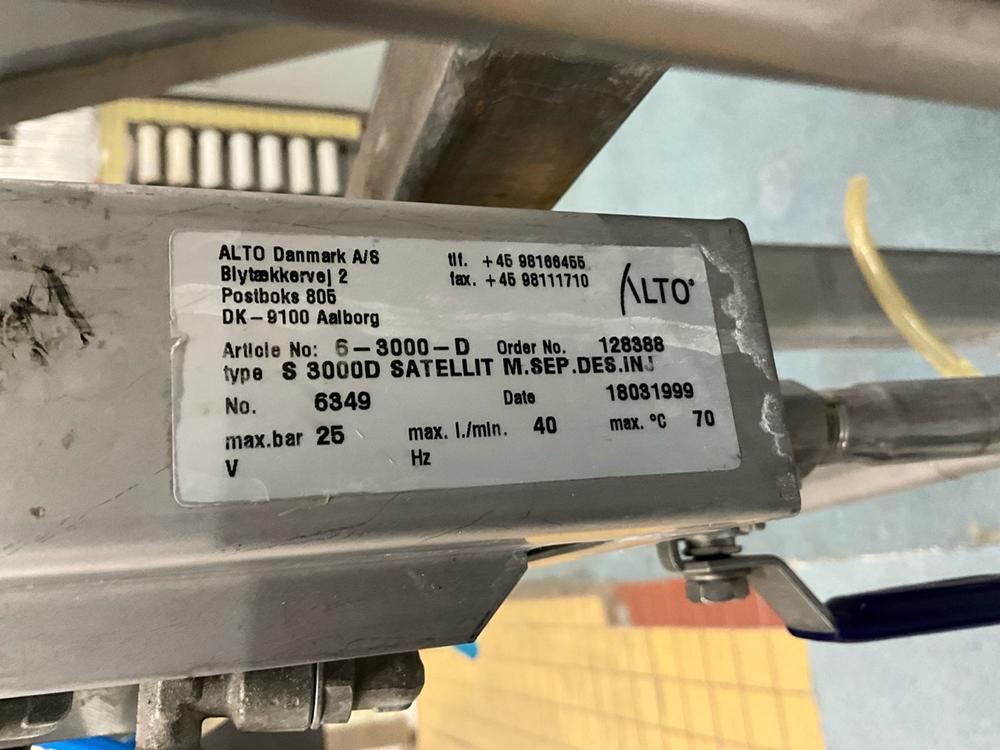 ALTO Danmark A/S
Blytækkervej 2
Postboks 805
DK-9100 Aalborg
tlf. +45 98166455
fax. +45 98111710
ALTO
Article No: 6-3000-D Order No. 128388
type S 3000D SATELLIT M.SEP.DES.INJ
No. 6349 Date 18031999
max.bar 25 max. l./min. 40 max. °C 70
V Hz